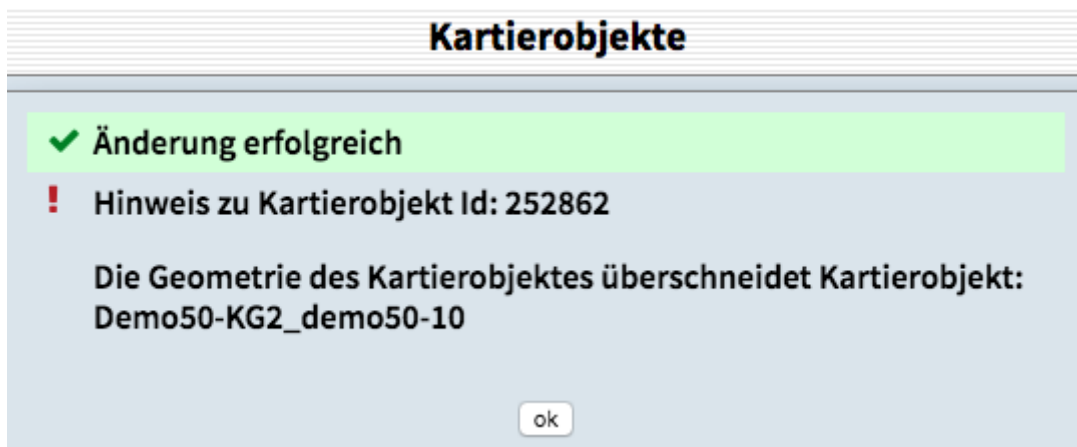 Kartierobjekte
Änderung erfolgreich
Hinweis zu Kartierobjekt Id: 252862
Die Geometrie des Kartierobjektes überschneidet Kartierobjekt:
Demo50-KG2_demo50-10
ok